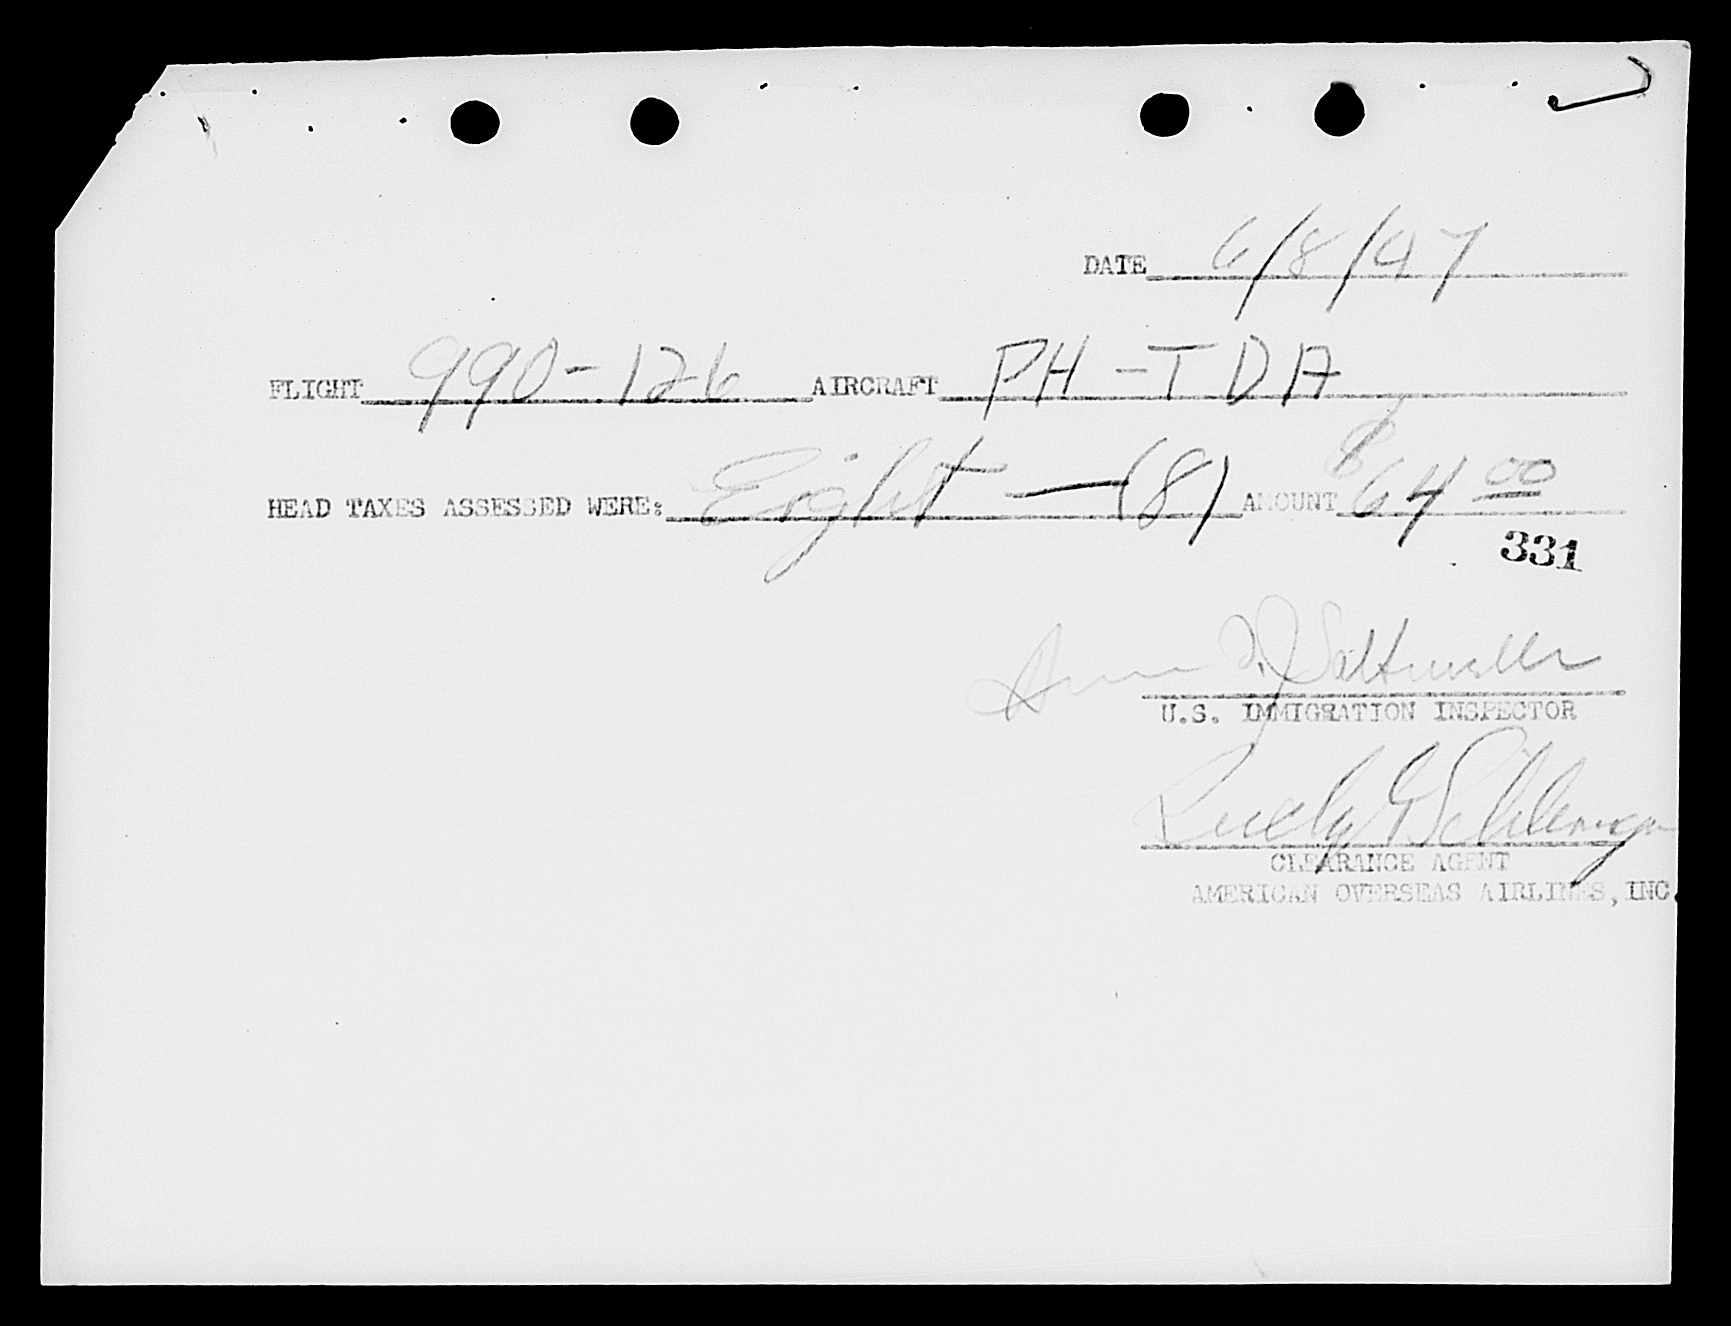 DATE 6/8/47
FLIGHT 990-126 AIRCRAFT PH-TDA
HEAD TAXES ASSESSED WERE: Eight — (8) AMOUNT $64 00
331
U.S. IMMIGRATION INSPECTOR
CLEARANCE AGENT
AMERICAN OVERSEAS AIRLINES, INC.